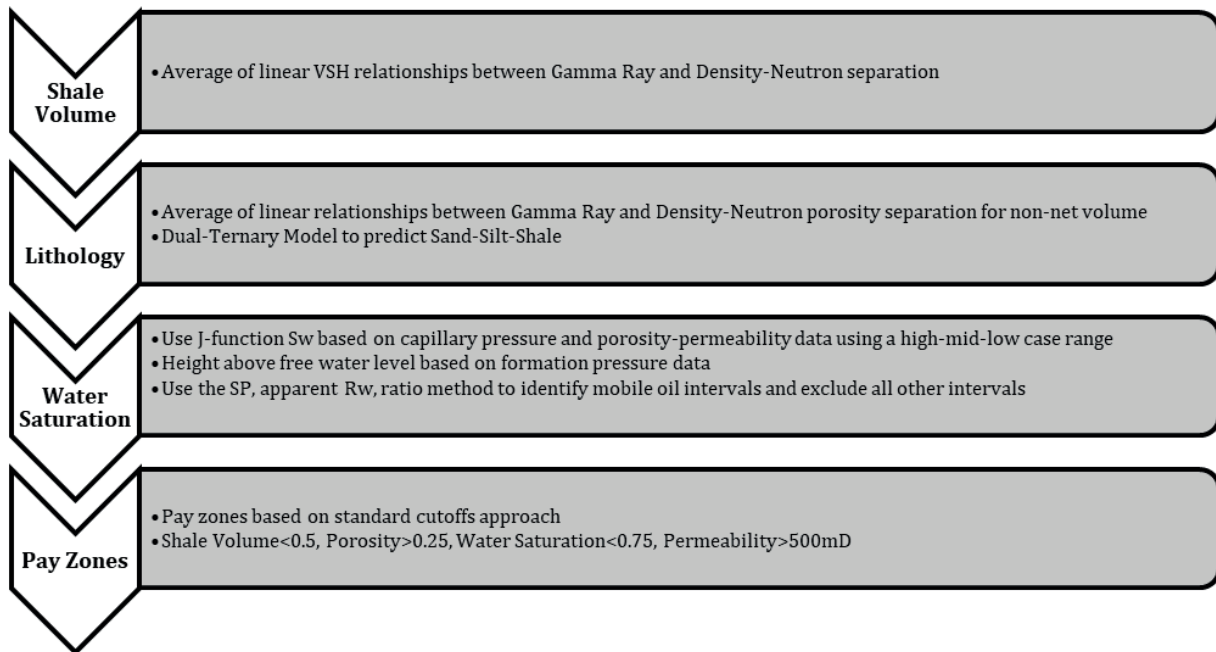 Shale
Volume
• Average of linear VSH relationships between Gamma Ray and Density-Neutron separation
Lithology
• Average of linear relationships between Gamma Ray and Density-Neutron porosity separation for non-net volume
• Dual-Ternary Model to predict Sand-Silt-Shale
Water
Saturation
• Use J-function Sw based on capillary pressure and porosity-permeability data using a high-mid-low case range
• Height above free water level based on formation pressure data
• Use the SP, apparent Rw, ratio method to identify mobile oil intervals and exclude all other intervals
Pay Zones
• Pay zones based on standard cutoffs approach
• Shale Volume<0.5, Porosity>0.25, Water Saturation<0.75, Permeability>500mD